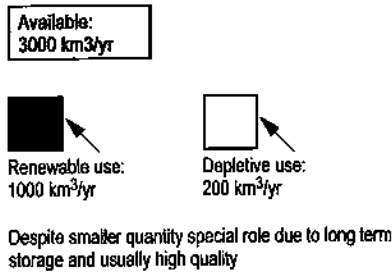 Available:
3000 km3/yr
Renewable use:
1000 km³/yr
Depletive use:
200 km³/yr
Despite smaller quantity special role due to long term
storage and usually high quality